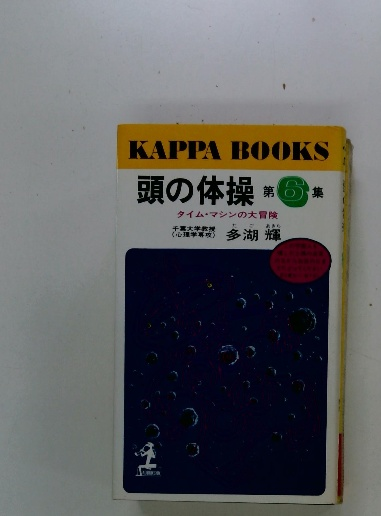 KAPPA BOOKS
頭の体操 第6集
タイム・マシンの大冒険
千葉大学教授
(心理学専攻)
多湖 輝